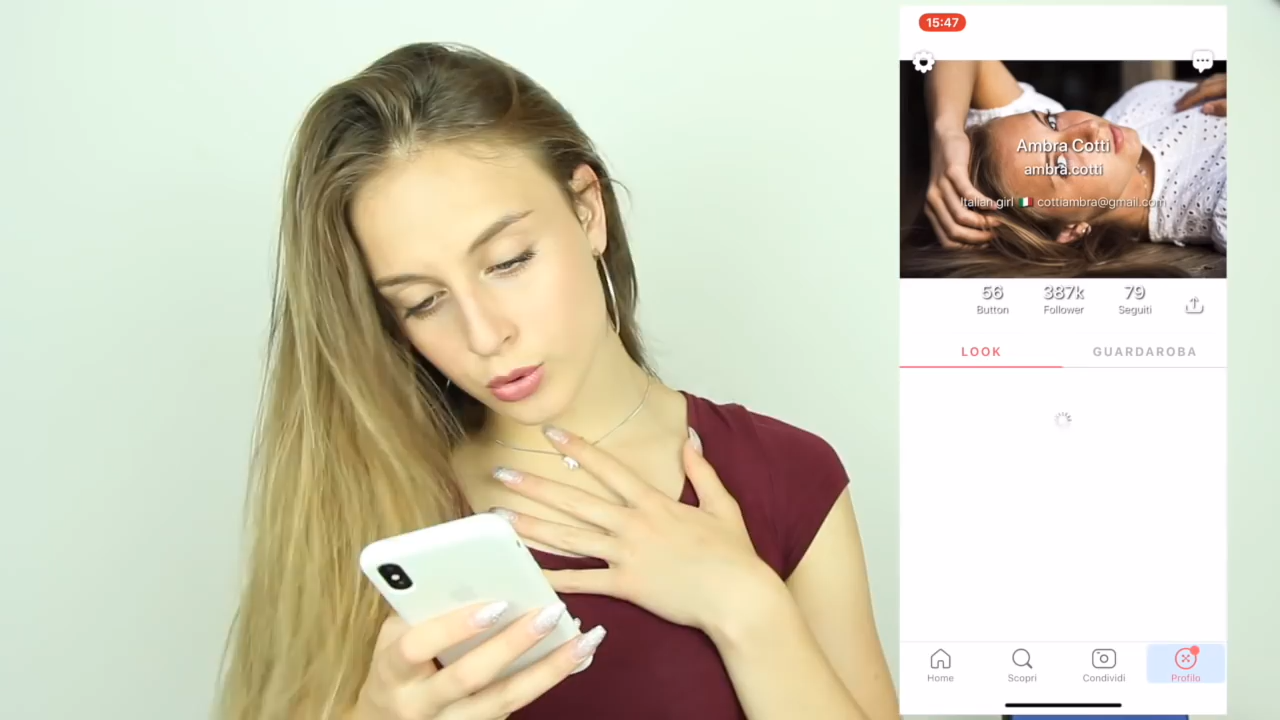 15:47
Ambra Cotti
ambra.cotti
Italian girl 🇮🇹 cottiambra@gmail.com
56 387k 79
Button Follower Seguiti
LOOK GUARDAROBA
Home Scopri Condividi Profilo